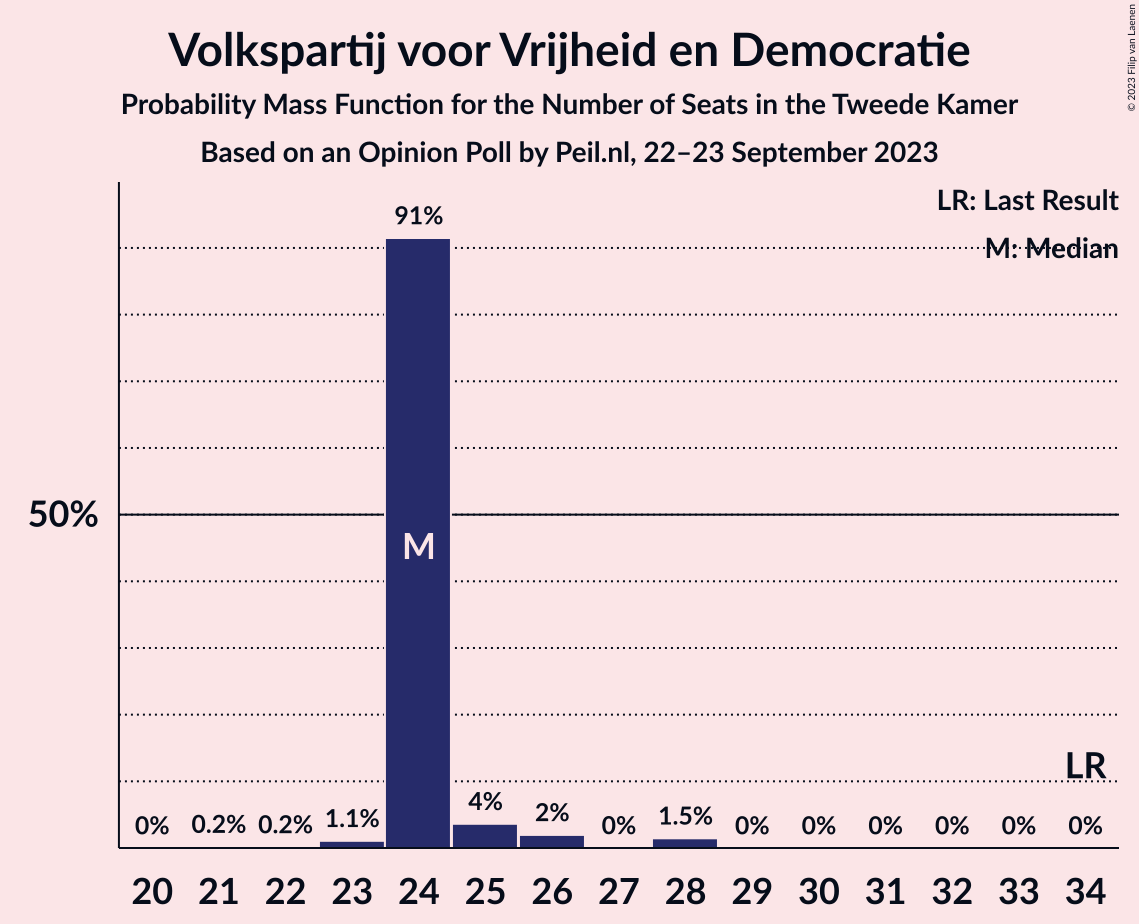 Volkspartij voor Vrijheid en Democratie
Probability Mass Function for the Number of Seats in the Tweede Kamer
Based on an Opinion Poll by Peil.nl, 22–23 September 2023
© 2023 Filip van Laenen
LR: Last Result
M: Median
91%
50%
M
LR
0% 0.2% 0.2% 1.1% 4% 2% 0% 1.5% 0% 0% 0% 0% 0% 0%
20 21 22 23 24 25 26 27 28 29 30 31 32 33 34